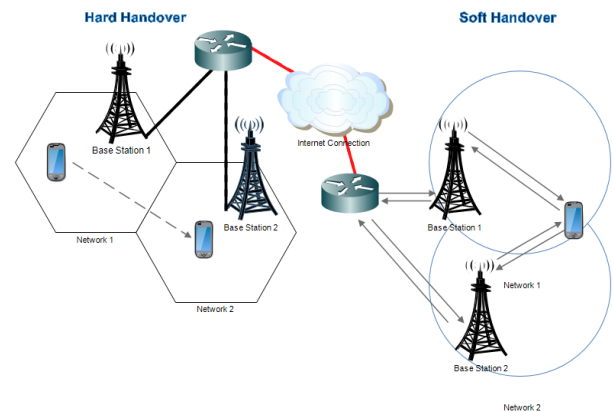 Hard Handover
Soft Handover
Internet Connection
Base Station 1
Base Station 2
Network 1
Network 2
Base Station 1
Network 1
Base Station 2
Network 2